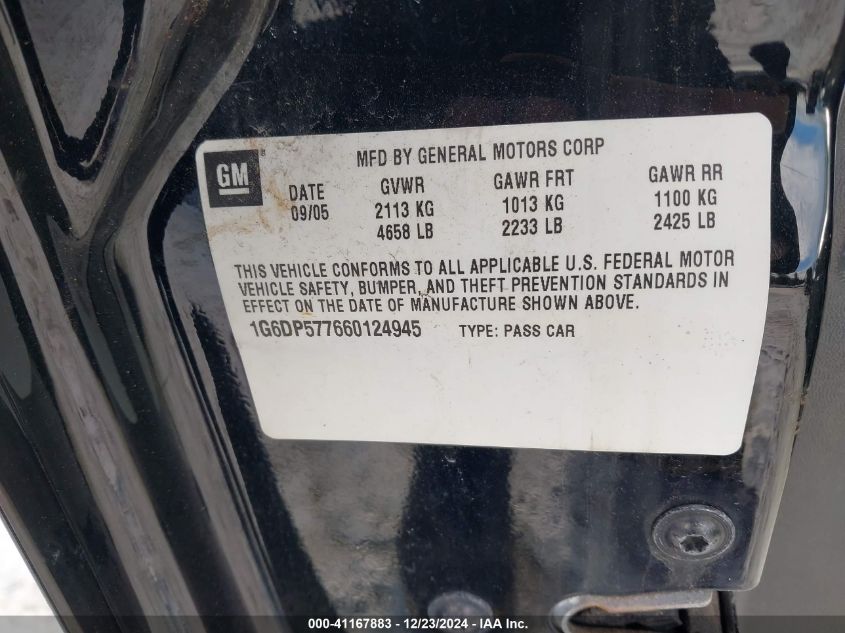 MFD BY GENERAL MOTORS CORP
GM
DATE GVWR GAWR FRT GAWR RR
09/05 2113 KG 1013 KG 1100 KG
4658 LB 2233 LB 2425 LB
THIS VEHICLE CONFORMS TO ALL APPLICABLE U.S. FEDERAL MOTOR
VEHICLE SAFETY, BUMPER, AND THEFT PREVENTION STANDARDS IN
EFFECT ON THE DATE OF MANUFACTURE SHOWN ABOVE.
1G6DP577660124945 TYPE: PASS CAR
000-41167883 - 12/23/2024 - IAA Inc.